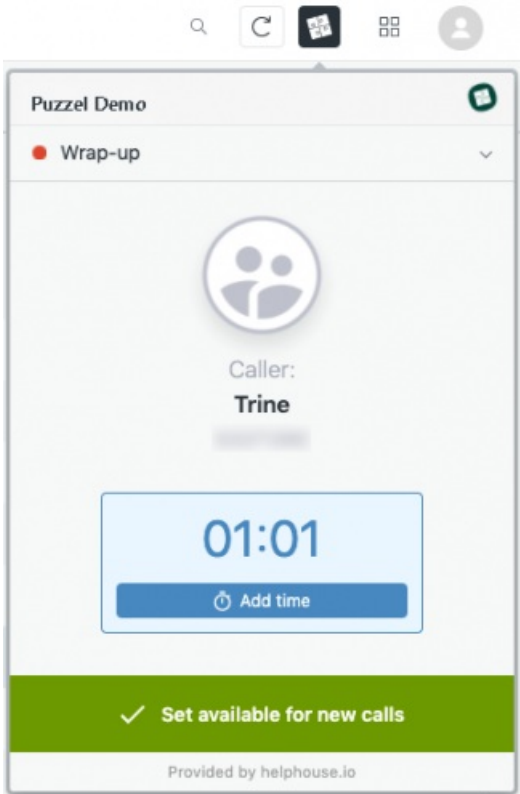 Puzzel Demo
Wrap-up
Caller:
Trine
01:01
Add time
Set available for new calls
Provided by helphouse.io